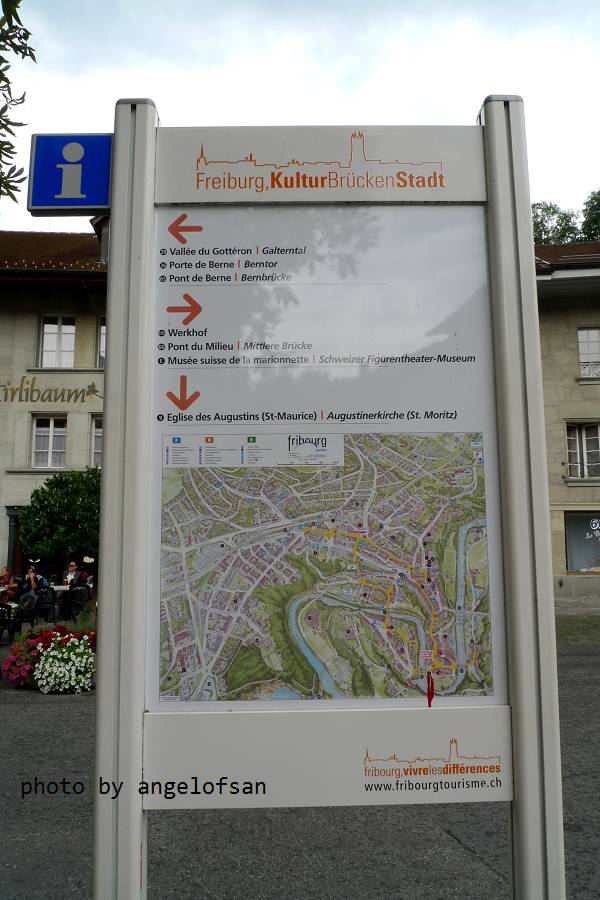 i
Freiburg,KulturBrückenStadt
Vallée du Gottéron | Galterntal
Porte de Berne | Berntor
Pont de Berne | Bernbrücke
Werkhof
Pont du Milieu | Mittlere Brücke
E Musée suisse de la marionnette | Schweizer Figurentheater-Museum
9 Eglise des Augustins (St-Maurice) | Augustinerkirche (St. Moritz)
irlibaum
P
fribourg
fribourg,vivrelesdifférences
www.fribourgtourisme.ch
photo by angelofsan